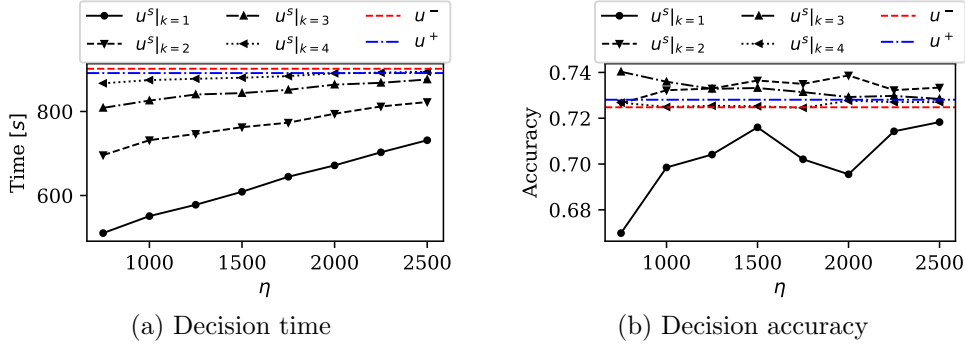 u^s|_{k=1} u^s|_{k=3} u^-
u^s|_{k=2} u^s|_{k=4} u^+
Time [s]
800
600
1000 1500 2000 2500
η
(a) Decision time
u^s|_{k=1} u^s|_{k=3} u^-
u^s|_{k=2} u^s|_{k=4} u^+
Accuracy
0.74
0.72
0.70
0.68
1000 1500 2000 2500
η
(b) Decision accuracy